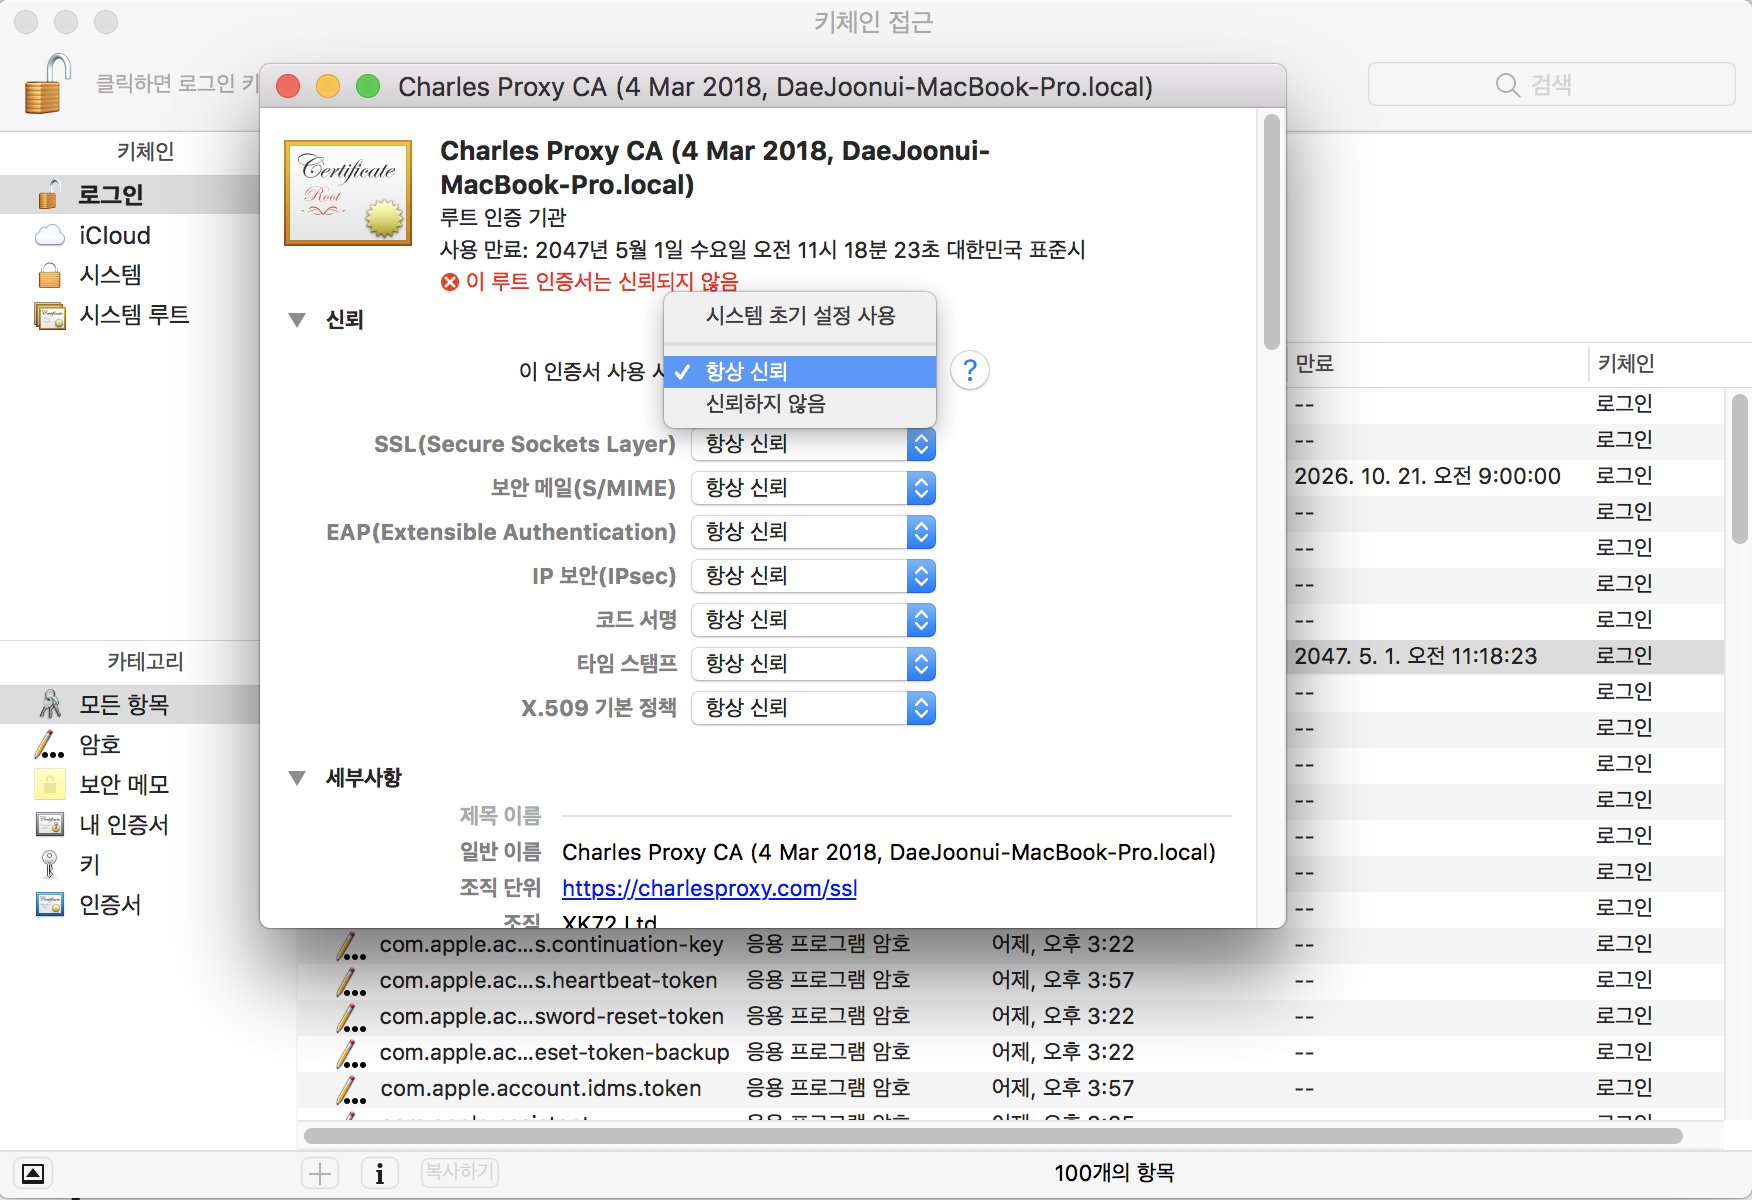 키체인 접근
클릭하면 로그인 키
검색
Charles Proxy CA (4 Mar 2018, DaeJoonui-MacBook-Pro.local)
키체인
로그인
iCloud
시스템
시스템 루트
카테고리
모든 항목
암호
보안 메모
내 인증서
키
인증서
Certificate
Root
Charles Proxy CA (4 Mar 2018, DaeJoonui-
MacBook-Pro.local)
루트 인증 기관
사용 만료: 2047년 5월 1일 수요일 오전 11시 18분 23초 대한민국 표준시
이 루트 인증서는 신뢰되지 않음
신뢰
시스템 초기 설정 사용
이 인증서 사용 ✓ 항상 신뢰 ?
신뢰하지 않음
SSL(Secure Sockets Layer) 항상 신뢰
보안 메일(S/MIME) 항상 신뢰
EAP(Extensible Authentication) 항상 신뢰
IP 보안(IPsec) 항상 신뢰
코드 서명 항상 신뢰
타임 스탬프 항상 신뢰
X.509 기본 정책 항상 신뢰
세부사항
제목 이름
일반 이름 Charles Proxy CA (4 Mar 2018, DaeJoonui-MacBook-Pro.local)
조직 단위 https://charlesproxy.com/ssl
조직 XK72 Ltd
만료 키체인
-- 로그인
-- 로그인
2026. 10. 21. 오전 9:00:00 로그인
-- 로그인
-- 로그인
-- 로그인
-- 로그인
2047. 5. 1. 오전 11:18:23 로그인
-- 로그인
-- 로그인
-- 로그인
-- 로그인
-- 로그인
-- 로그인
-- 로그인
com.apple.ac...s.continuation-key 응용 프로그램 암호 어제, 오후 3:22 -- 로그인
com.apple.ac...s.heartbeat-token 응용 프로그램 암호 어제, 오후 3:57 -- 로그인
com.apple.ac...sword-reset-token 응용 프로그램 암호 어제, 오후 3:22 -- 로그인
com.apple.ac...eset-token-backup 응용 프로그램 암호 어제, 오후 3:22 -- 로그인
com.apple.account.idms.token 응용 프로그램 암호 어제, 오후 3:57 -- 로그인
복사하기
100개의 항목